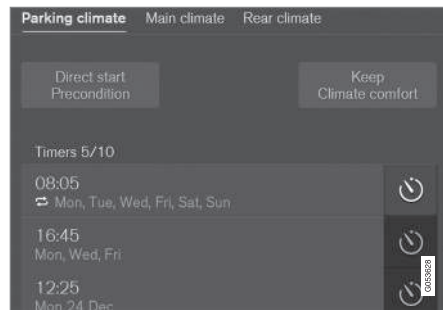 Parking climate Main climate Rear climate
Direct start
Precondition
Keep
Climate comfort
Timers 5/10
08:05
Mon, Tue, Wed, Fri, Sat, Sun
16:45
Mon, Wed, Fri
12:25
Mon 24 Dec
G053628